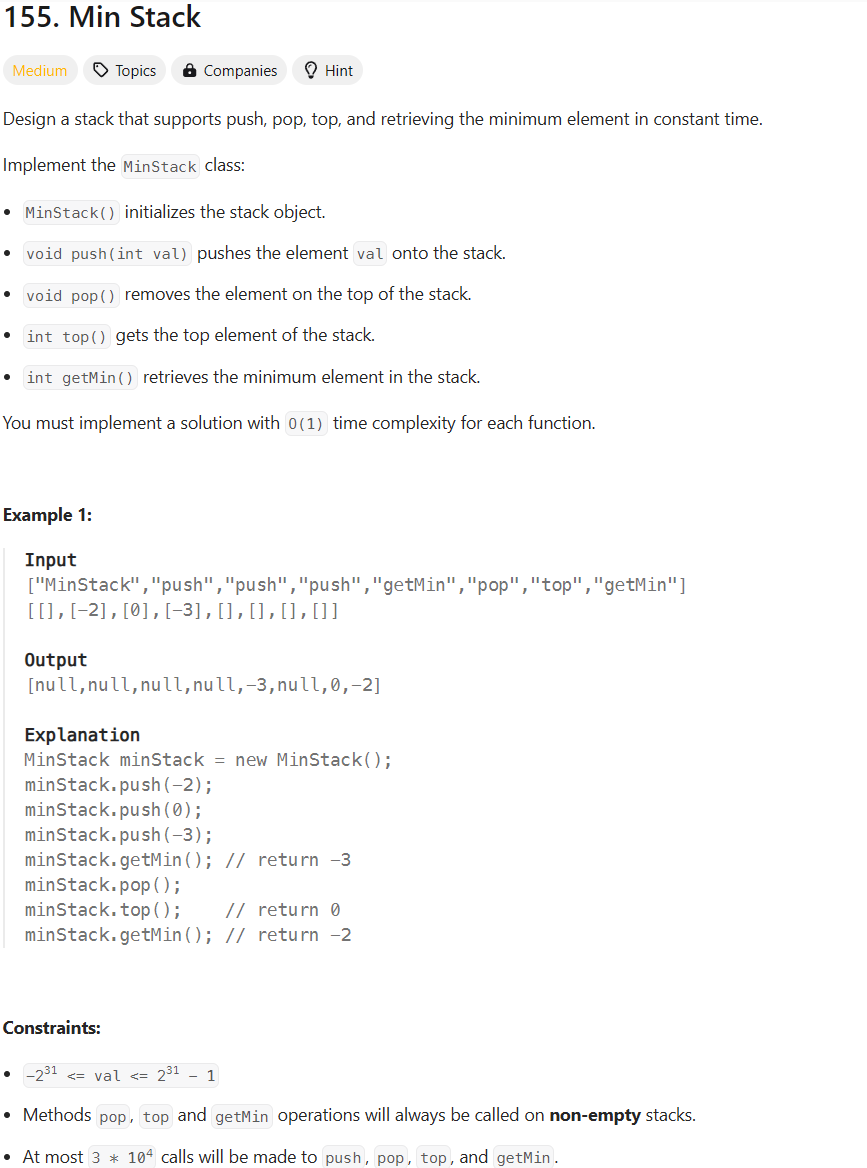 155. Min Stack
Medium Topics Companies Hint
Design a stack that supports push, pop, top, and retrieving the minimum element in constant time.
Implement the MinStack class:
• MinStack() initializes the stack object.
• void push(int val) pushes the element val onto the stack.
• void pop() removes the element on the top of the stack.
• int top() gets the top element of the stack.
• int getMin() retrieves the minimum element in the stack.
You must implement a solution with O(1) time complexity for each function.
Example 1:
Input
["MinStack","push","push","push","getMin","pop","top","getMin"]
[[],[-2],[0],[-3],[],[],[],[]]
Output
[null,null,null,null,-3,null,0,-2]
Explanation
MinStack minStack = new MinStack();
minStack.push(-2);
minStack.push(0);
minStack.push(-3);
minStack.getMin(); // return -3
minStack.pop();
minStack.top();    // return 0
minStack.getMin(); // return -2
Constraints:
• -2³¹ <= val <= 2³¹ - 1
• Methods pop, top and getMin operations will always be called on non-empty stacks.
• At most 3 * 10⁴ calls will be made to push, pop, top, and getMin.